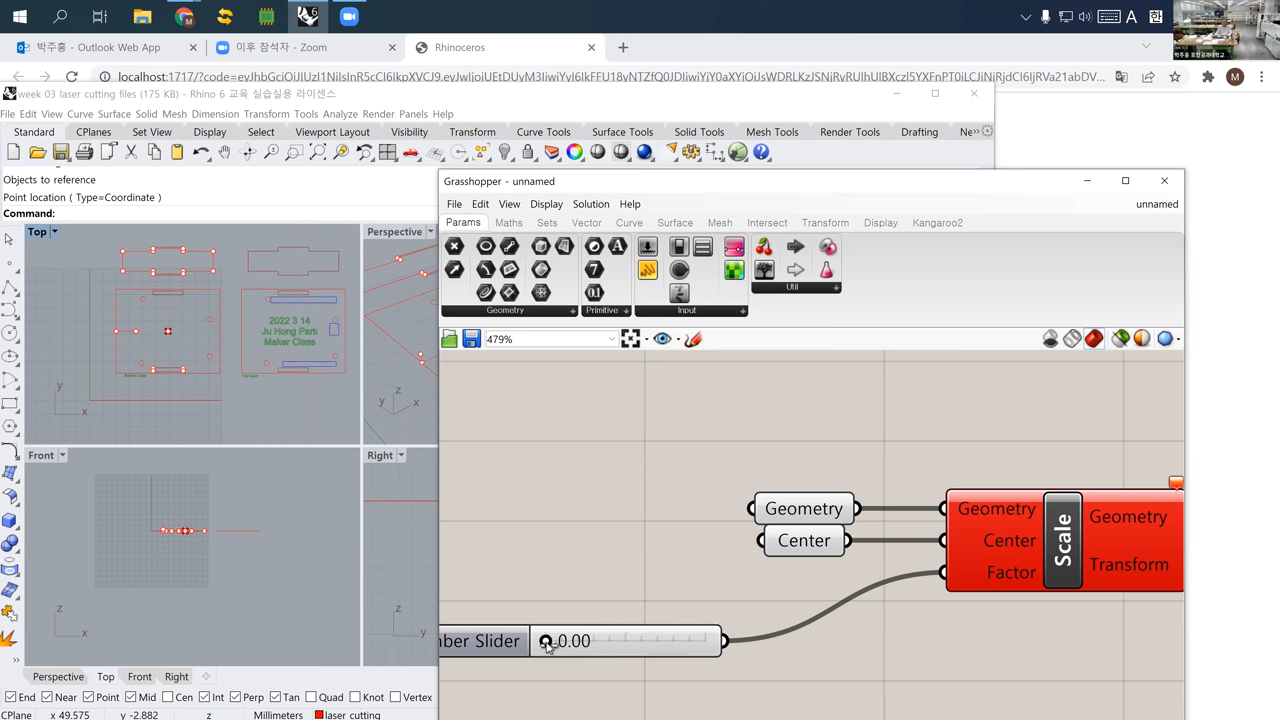 A
박주홍 - Outlook Web App
이후 참석자 - Zoom
Rhinoceros
localhost:1717/?code=
M
week 03 laser cutting files (175 KB) - Rhino 6 교육 실습실용 라이센스
File Edit View Curve Surface Solid Mesh Dimension Transform Tools Analyze Render Panels Help
Standard CPlanes Set View Display Select Viewport Layout Visibility Transform Curve Tools Surface Tools Solid Tools Mesh Tools Render Tools Drafting Ne
Objects to reference
Point location ( Type=Coordinate )
Command:
Top
Perspective
2022 3 14
Ju Hong Park
Maker Class
y
x
z
y
x
Front
Right
z
x
z
y
Perspective Top Front Right
End Near Point Mid Cen Int Perp Tan Quad Knot Vertex
CPlane x 49.575 y -2.882 z Millimeters laser cutting
Grasshopper - unnamed
File Edit View Display Solution Help
unnamed
Params Maths Sets Vector Curve Surface Mesh Intersect Transform Display Kangaroo2
Geometry Primitive Input Util
479%
Geometry
Center
Geometry
Center
Factor
Scale
Geometry
Transform
ber Slider
0.00